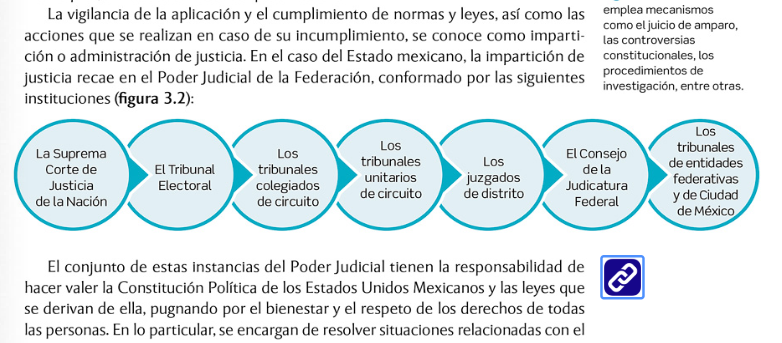 La vigilancia de la aplicación y el cumplimiento de normas y leyes, así como las
acciones que se realizan en caso de su incumplimiento, se conoce como imparti-
ción o administración de justicia. En el caso del Estado mexicano, la impartición de
justicia recae en el Poder Judicial de la Federación, conformado por las siguientes
instituciones (figura 3.2):
emplea mecanismos
como el juicio de amparo,
las controversias
constitucionales, los
procedimientos de
investigación, entre otras.
La Suprema
Corte de
Justicia
de la Nación
El Tribunal
Electoral
Los
tribunales
colegiados
de circuito
Los
tribunales
unitarios
de circuito
Los
juzgados
de distrito
El Consejo
de la
Judicatura
Federal
Los
tribunales
de entidades
federativas
y de Ciudad
de México
El conjunto de estas instancias del Poder Judicial tienen la responsabilidad de
hacer valer la Constitución Política de los Estados Unidos Mexicanos y las leyes que
se derivan de ella, pugnando por el bienestar y el respeto de los derechos de todas
las personas. En lo particular, se encargan de resolver situaciones relacionadas con el